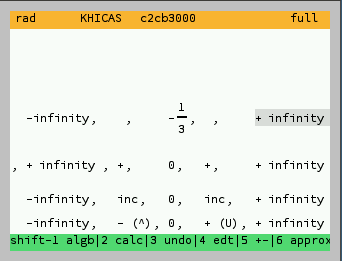 rad KHICAS c2cb3000 full
-infinity, , -1/3, , + infinity
, + infinity , +, 0, +, + infinity
-infinity, inc, 0, inc, + infinity
-infinity, - (^), 0, + (U), + infinity
shift-1 algb|2 calc|3 undo|4 edt|5 +-|6 approx